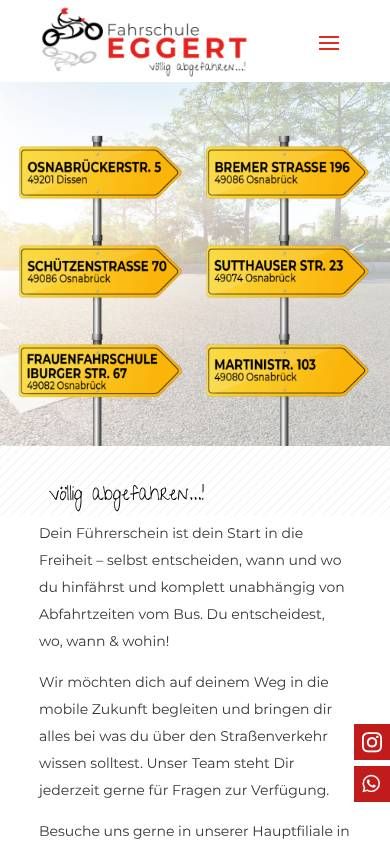 Fahrschule
EGGERT
völlig abgefahren...!
OSNABRÜCKERSTR. 5
49201 Dissen
BREMER STRASSE 196
49086 Osnabrück
SCHÜTZENSTRASSE 70
49086 Osnabrück
SUTTHAUSER STR. 23
49074 Osnabrück
FRAUENFAHRSCHULE
IBURGER STR. 67
49082 Osnabrück
MARTINISTR. 103
49080 Osnabrück
völlig abgefahren...!
Dein Führerschein ist dein Start in die
Freiheit – selbst entscheiden, wann und wo
du hinfährst und komplett unabhängig von
Abfahrtzeiten vom Bus. Du entscheidest,
wo, wann & wohin!
Wir möchten dich auf deinem Weg in die
mobile Zukunft begleiten und bringen dir
alles bei was du über den Straßenverkehr
wissen solltest. Unser Team steht Dir
jederzeit gerne für Fragen zur Verfügung.
Besuche uns gerne in unserer Hauptfiliale in